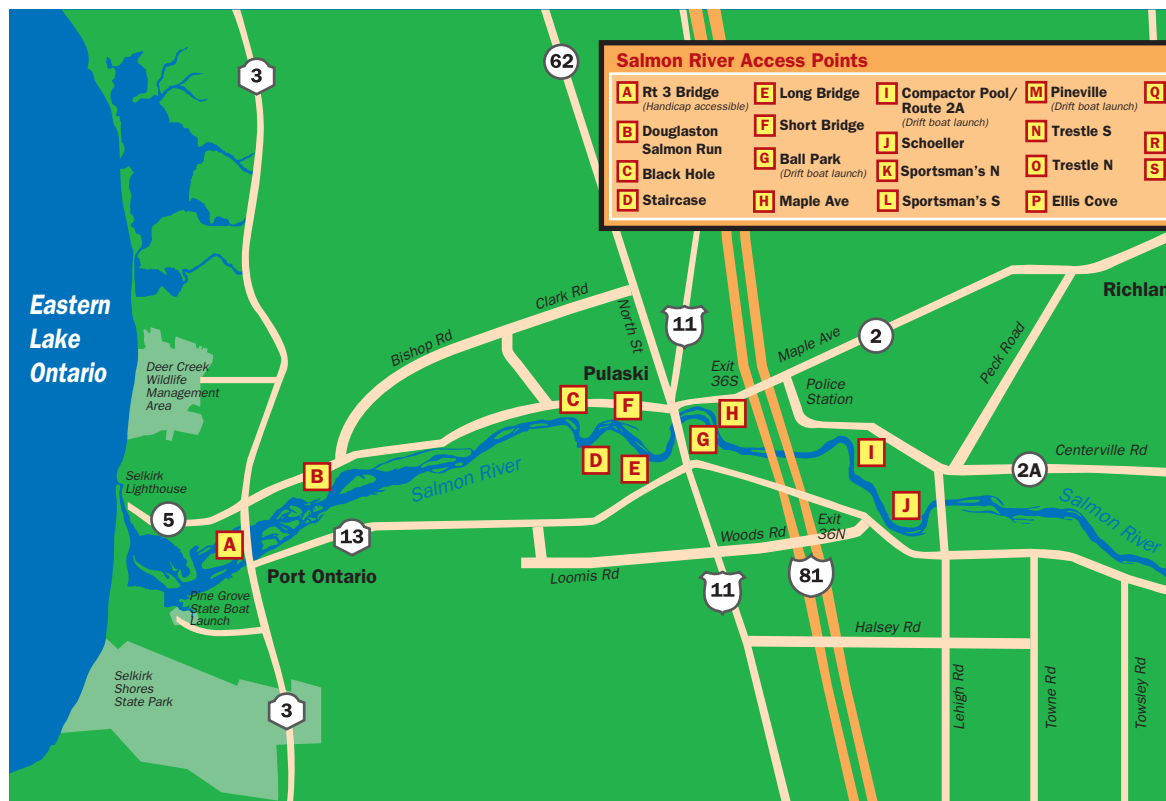 Salmon River Access Points
A Rt 3 Bridge
(Handicap accessible)
B Douglaston
Salmon Run
C Black Hole
D Staircase
E Long Bridge
F Short Bridge
G Ball Park
(Drift boat launch)
H Maple Ave
I Compactor Pool/
Route 2A
(Drift boat launch)
J Schoeller
K Sportsman's N
L Sportsman's S
M Pineville
(Drift boat launch)
N Trestle S
O Trestle N
P Ellis Cove
Q
R
S
3
62
Eastern
Lake
Ontario
Deer Creek
Wildlife
Management
Area
Clark Rd
North St
Bishop Rd
11
Pulaski
Exit
36S
Maple Ave
2
Police
Station
Peck Road
Richlan
C
F
H
G
D
E
I
B
Salmon River
Centerville Rd
2A
Selkirk
Lighthouse
5
A
13
J
Salmon River
Exit
36N
Woods Rd
Port Ontario
Loomis Rd
11
81
Pine Grove
State Boat
Launch
Halsey Rd
Selkirk
Shores
State Park
3
Lehigh Rd
Towne Rd
Towsley Rd